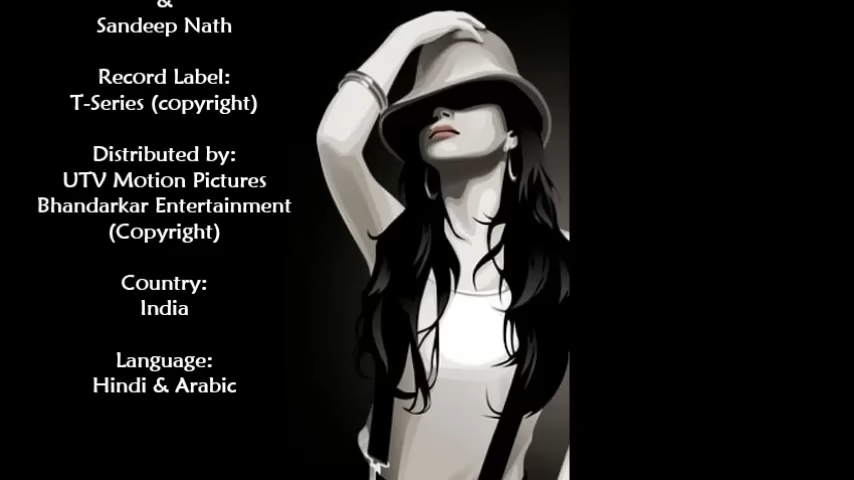 &
Sandeep Nath
Record Label:
T-Series (copyright)
Distributed by:
UTV Motion Pictures
Bhandarkar Entertainment
(Copyright)
Country:
India
Language:
Hindi & Arabic